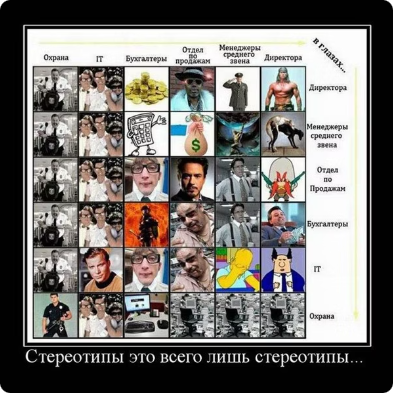 в глазах...
Охрана
IT
Бухгалтеры
Отдел
по
продажам
Менеджеры
среднего
звена
Директора
Директора
Менеджеры
среднего
звена
Отдел
по
Продажам
Бухгалтеры
IT
Охрана
Стереотипы это всего лишь стереотипы...